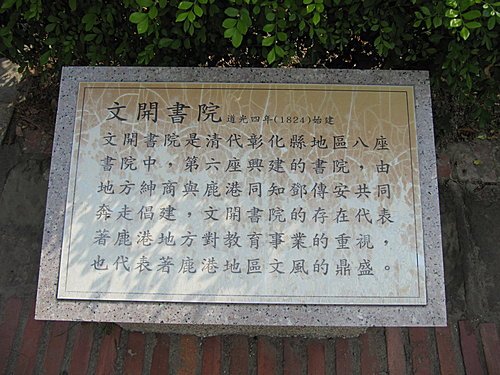 文開書院 道光四年(1824)始建
文開書院是清代彰化縣地區八座
書院中，第六座興建的書院，由
地方紳商與鹿港同知鄧傳安共同
奔走倡建，文開書院的存在代表
著鹿港地方對教育事業的重視，
也代表著鹿港地區文風的鼎盛。